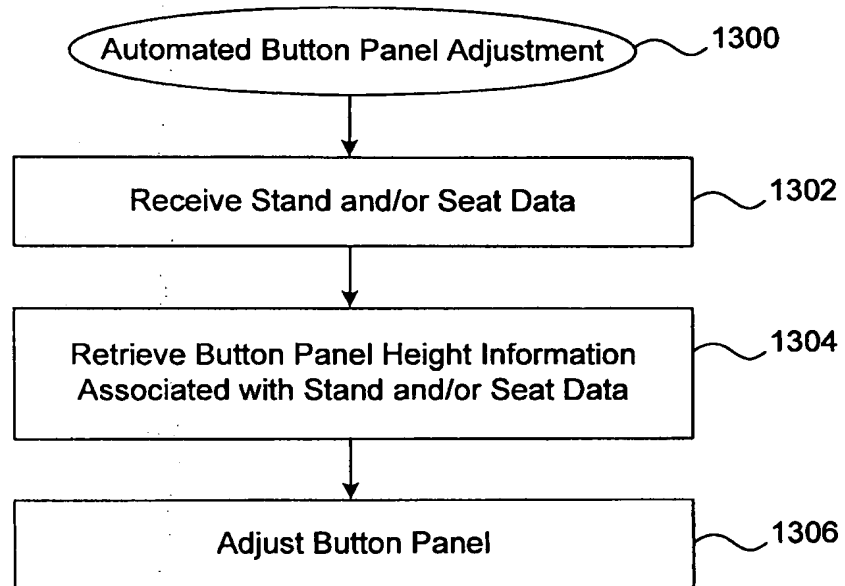 Automated Button Panel Adjustment
1300
Receive Stand and/or Seat Data
1302
Retrieve Button Panel Height Information
Associated with Stand and/or Seat Data
1304
Adjust Button Panel
1306